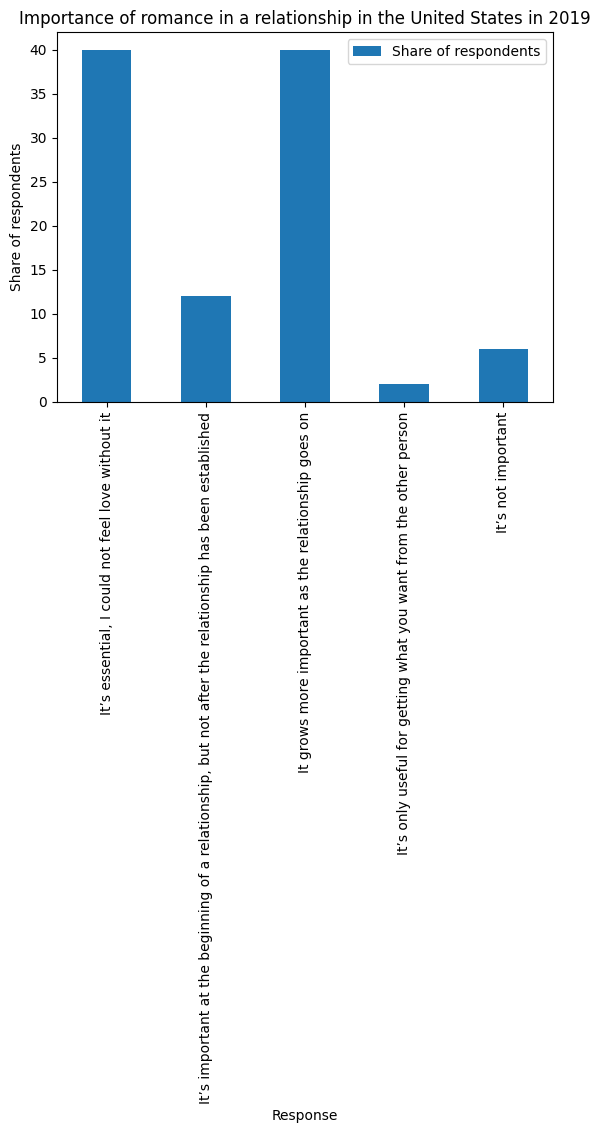 Importance of romance in a relationship in the United States in 2019
Share of respondents
Share of respondents
40
35
30
25
20
15
10
5
0
It’s essential, I could not feel love without it
It’s important at the beginning of a relationship, but not after the relationship has been established
It grows more important as the relationship goes on
It’s only useful for getting what you want from the other person
It’s not important
Response